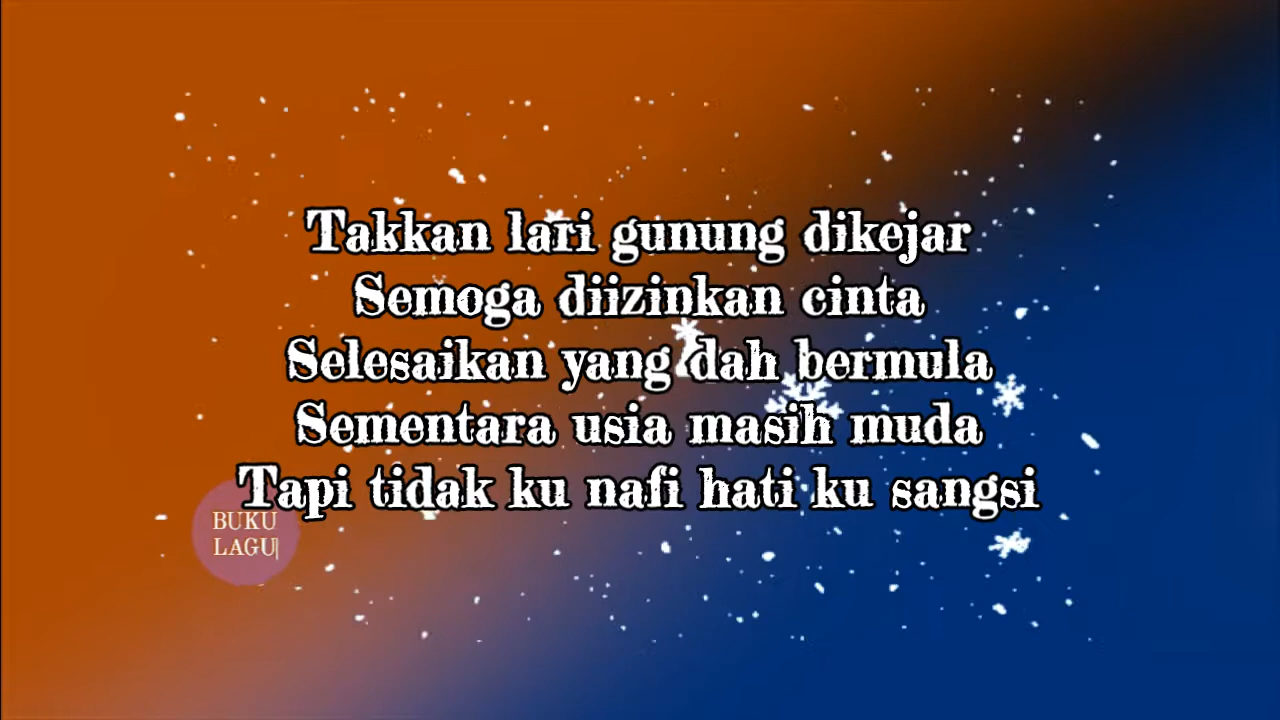 Takkan lari gunung dikejar
Semoga diizinkan cinta
Selesaikan yang dah bermula
Sementara usia masih muda
Tapi tidak ku nafi hati ku sangsi
BUKU
LAGU